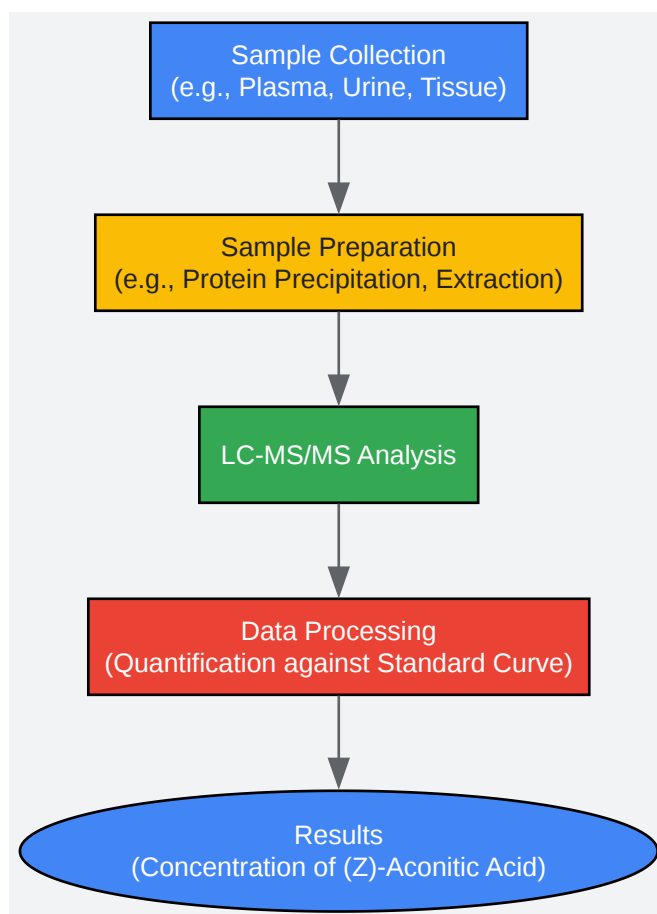 Sample Collection
(e.g., Plasma, Urine, Tissue)
Sample Preparation
(e.g., Protein Precipitation, Extraction)
LC-MS/MS Analysis
Data Processing
(Quantification against Standard Curve)
Results
(Concentration of (Z)-Aconitic Acid)